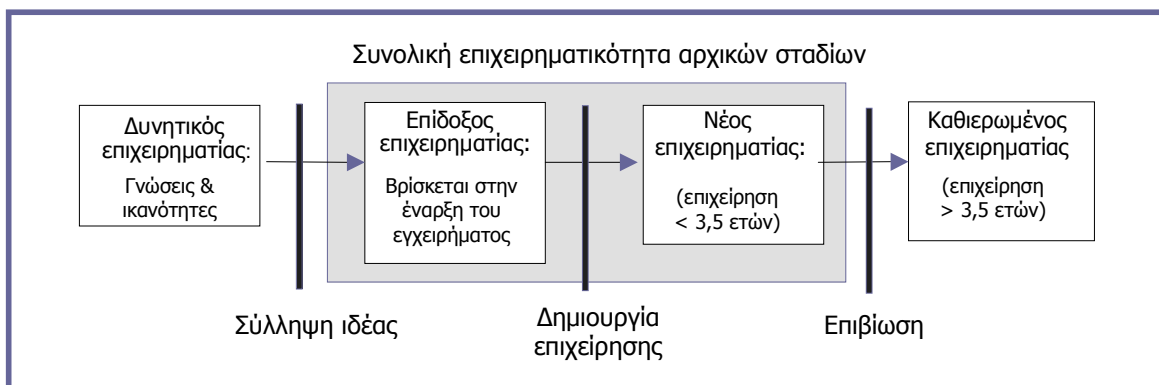 Συνολική επιχειρηματικότητα αρχικών σταδίων
Δυνητικός
επιχειρηματίας:
Γνώσεις &
ικανότητες
Επίδοξος
επιχειρηματίας:
Βρίσκεται στην
έναρξη του
εγχειρήματος
Νέος
επιχειρηματίας:
(επιχείρηση
< 3,5 ετών)
Καθιερωμένος
επιχειρηματίας
(επιχείρηση
> 3,5 ετών)
Σύλληψη ιδέας
Δημιουργία
επιχείρησης
Επιβίωση